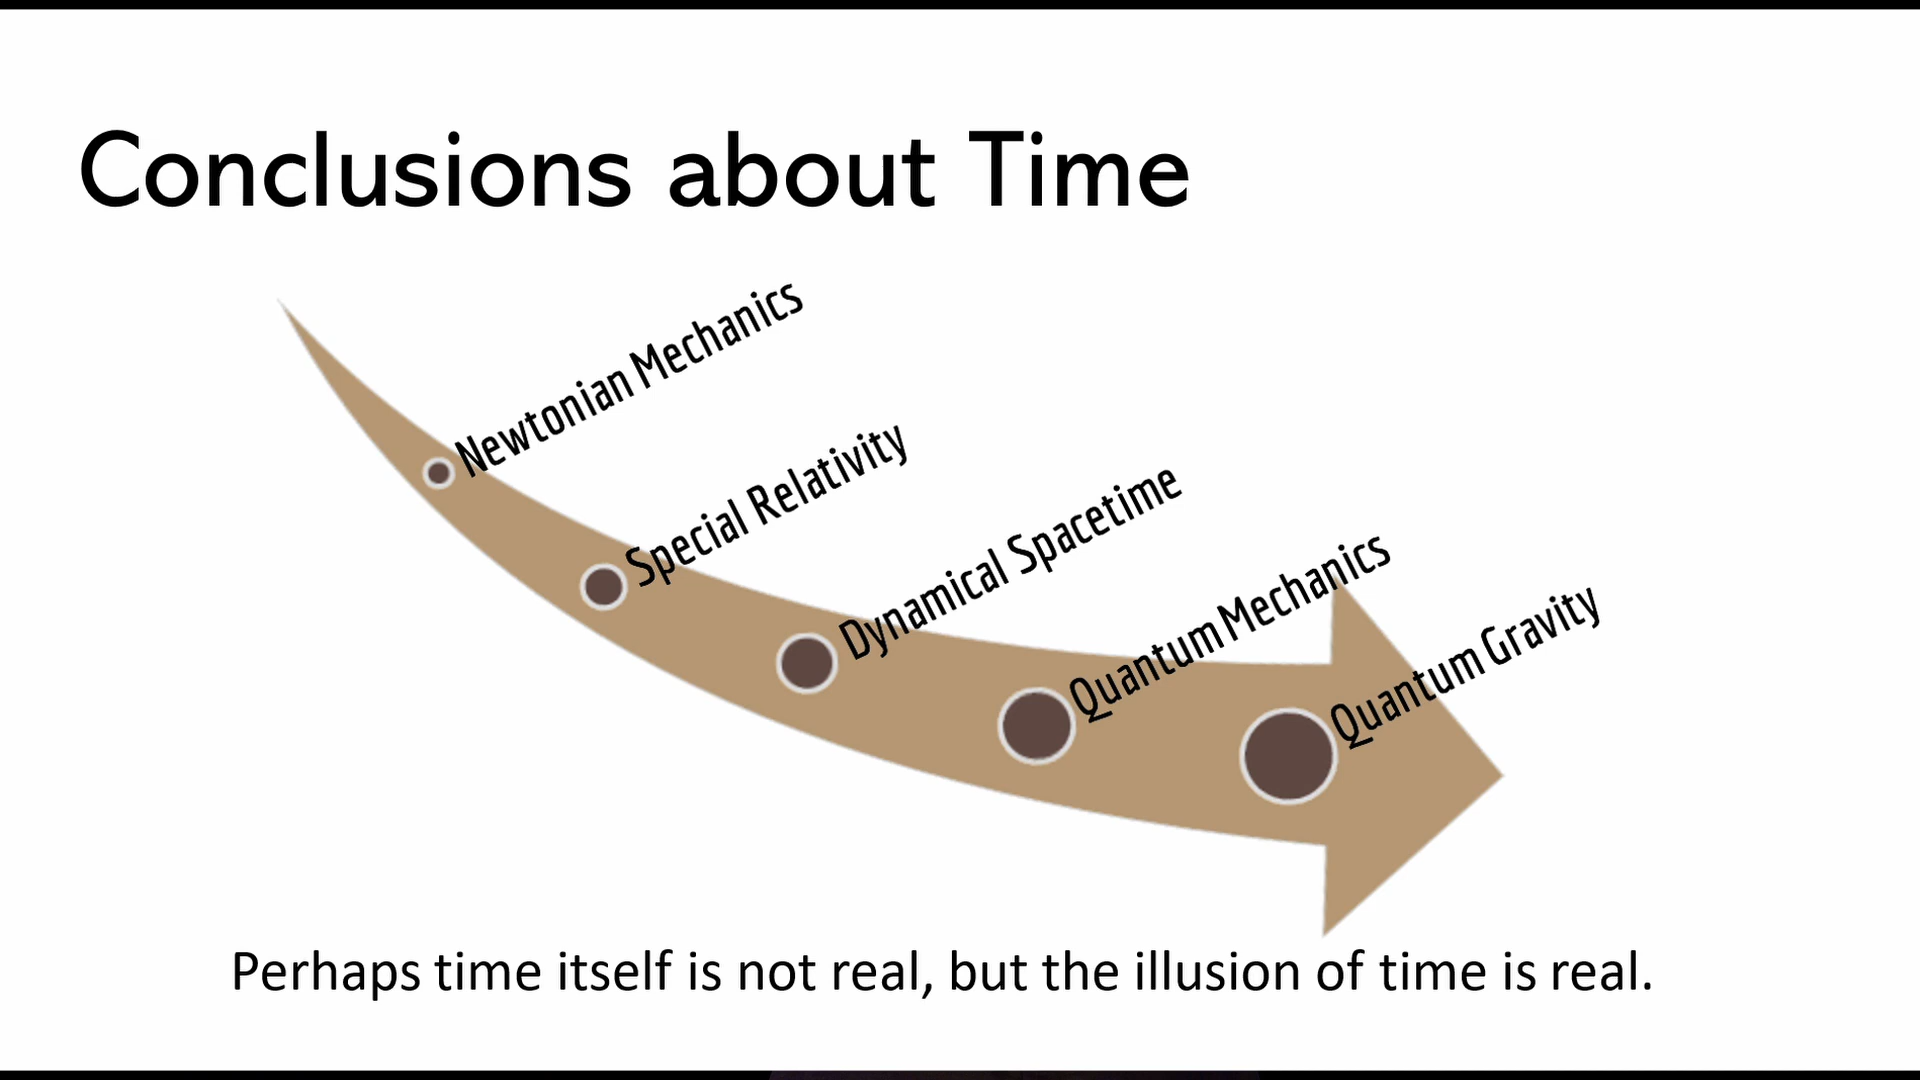 Conclusions about Time
Newtonian Mechanics
Special Relativity
Dynamical Spacetime
Quantum Mechanics
Quantum Gravity
Perhaps time itself is not real, but the illusion of time is real.